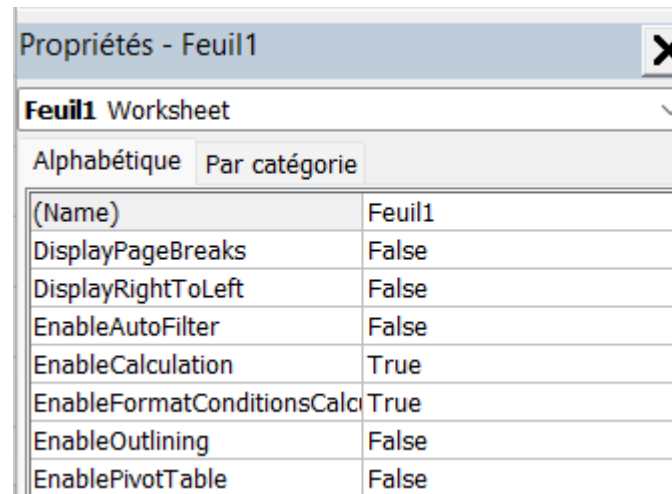 Propriétés - Feuil1
Feuil1 Worksheet
Alphabétique Par catégorie
(Name) Feuil1
DisplayPageBreaks False
DisplayRightToLeft False
EnableAutoFilter False
EnableCalculation True
EnableFormatConditionsCalcu True
EnableOutlining False
EnablePivotTable False